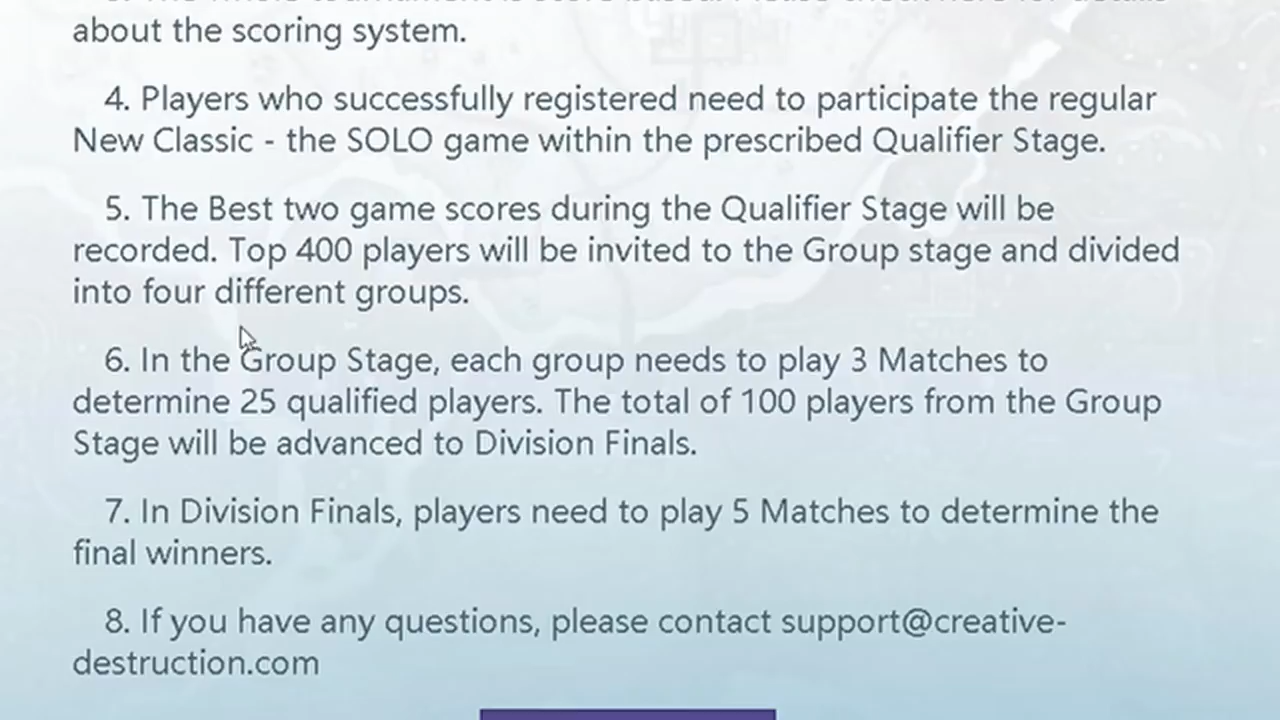 about the scoring system.
4. Players who successfully registered need to participate the regular
New Classic - the SOLO game within the prescribed Qualifier Stage.
5. The Best two game scores during the Qualifier Stage will be
recorded. Top 400 players will be invited to the Group stage and divided
into four different groups.
6. In the Group Stage, each group needs to play 3 Matches to
determine 25 qualified players. The total of 100 players from the Group
Stage will be advanced to Division Finals.
7. In Division Finals, players need to play 5 Matches to determine the
final winners.
8. If you have any questions, please contact support@creative-
destruction.com